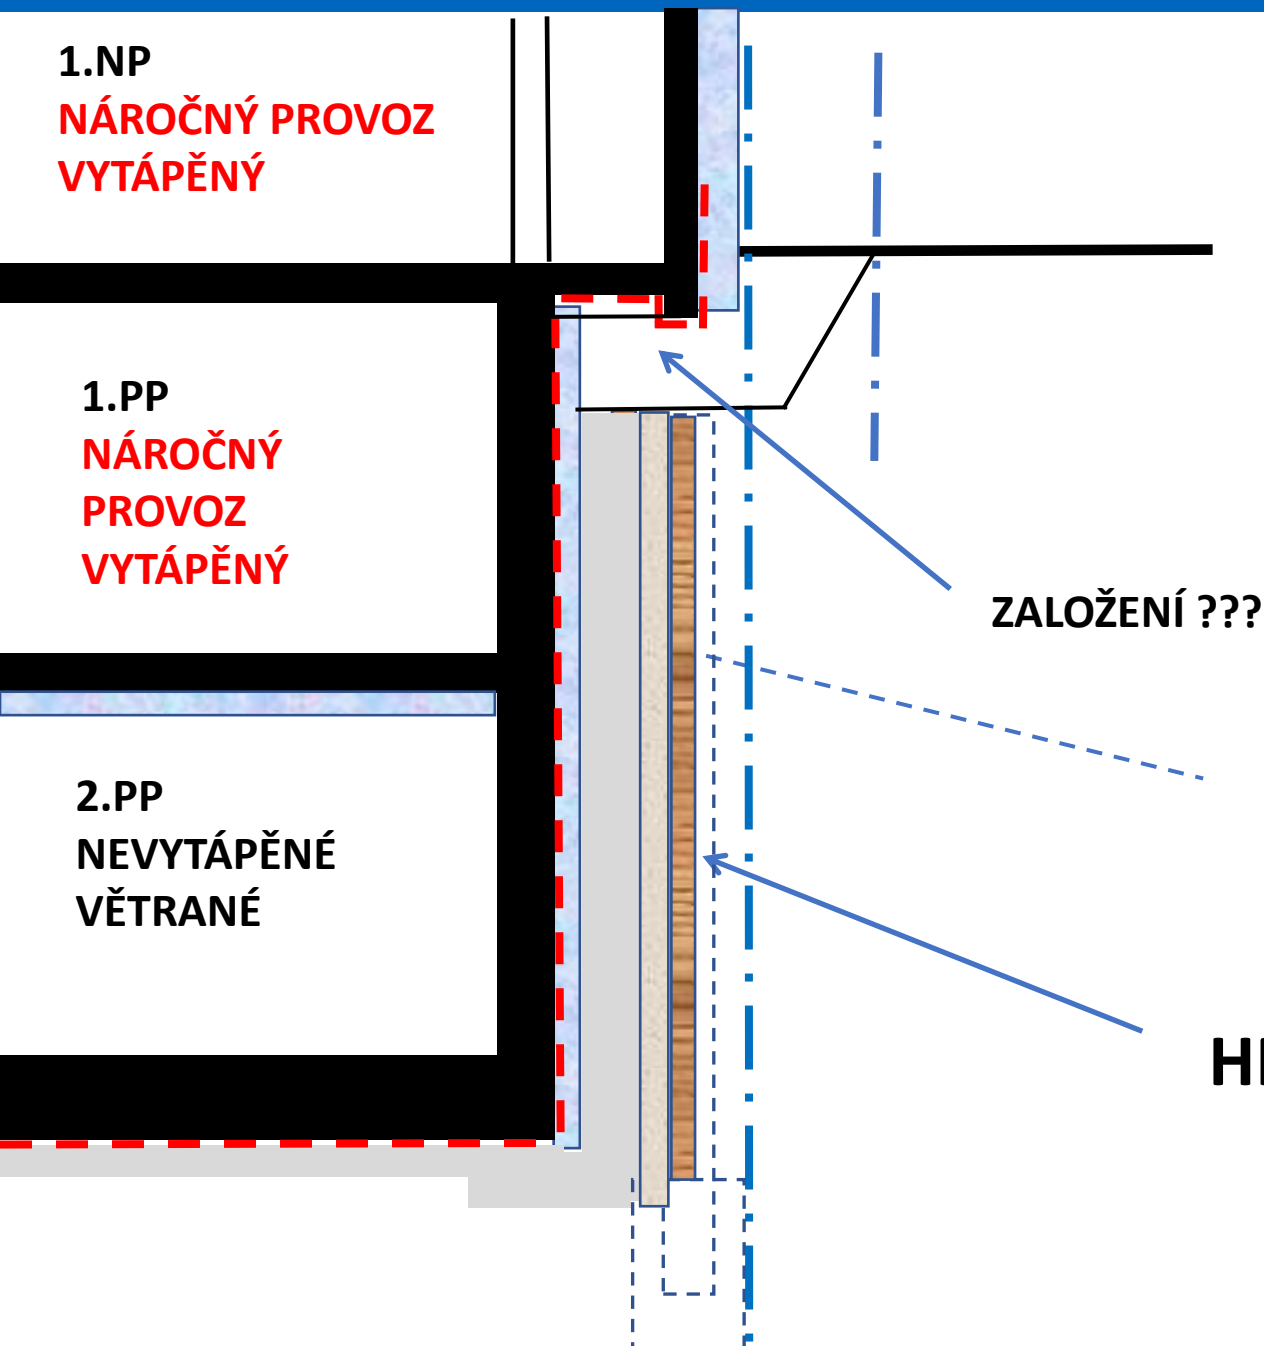 1.NP
NÁROČNÝ PROVOZ
VYTÁPĚNÝ
1.PP
NÁROČNÝ
PROVOZ
VYTÁPĚNÝ
ZALOŽENÍ ???
2.PP
NEVYTÁPĚNÉ
VĚTRANÉ